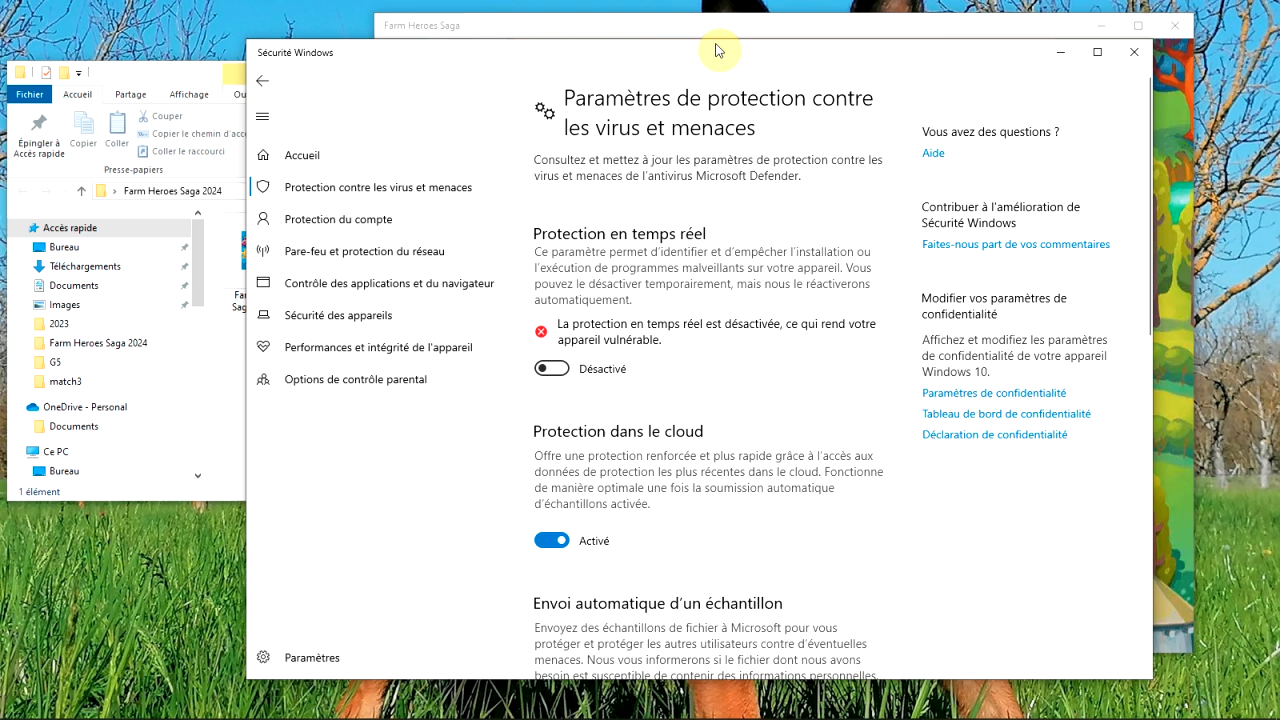 Farm Heroes Saga
Sécurité Windows
Fichier
Accueil
Partage
Affichage
Épingler à
Accès rapide
Copier
Coller
Couper
Copier le chemin d'acc
Coller le raccourci
Presse-papiers
Farm Heroes Saga 2024
Accès rapide
Bureau
Téléchargements
Documents
Images
2023
Farm Heroes Saga 2024
G5
match3
OneDrive - Personal
Documents
Ce PC
Bureau
1 élément
Accueil
Protection contre les virus et menaces
Protection du compte
Pare-feu et protection du réseau
Contrôle des applications et du navigateur
Sécurité des appareils
Performances et intégrité de l'appareil
Options de contrôle parental
Paramètres
Paramètres de protection contre
les virus et menaces
Consultez et mettez à jour les paramètres de protection contre les
virus et menaces de l'antivirus Microsoft Defender.
Protection en temps réel
Ce paramètre permet d'identifier et d'empêcher l'installation ou
l'exécution de programmes malveillants sur votre appareil. Vous
pouvez le désactiver temporairement, mais nous le réactiverons
automatiquement.
La protection en temps réel est désactivée, ce qui rend votre
appareil vulnérable.
Désactivé
Protection dans le cloud
Offre une protection renforcée et plus rapide grâce à l'accès aux
données de protection les plus récentes dans le cloud. Fonctionne
de manière optimale une fois la soumission automatique
d'échantillons activée.
Activé
Envoi automatique d'un échantillon
Envoyez des échantillons de fichier à Microsoft pour vous
protéger et protéger les autres utilisateurs contre d'éventuelles
menaces. Nous vous informerons si le fichier dont nous avons
besoin est susceptible de contenir des informations personnelles.
Vous avez des questions ?
Aide
Contribuer à l'amélioration de
Sécurité Windows
Faites-nous part de vos commentaires
Modifier vos paramètres de
confidentialité
Affichez et modifiez les paramètres
de confidentialité de votre appareil
Windows 10.
Paramètres de confidentialité
Tableau de bord de confidentialité
Déclaration de confidentialité